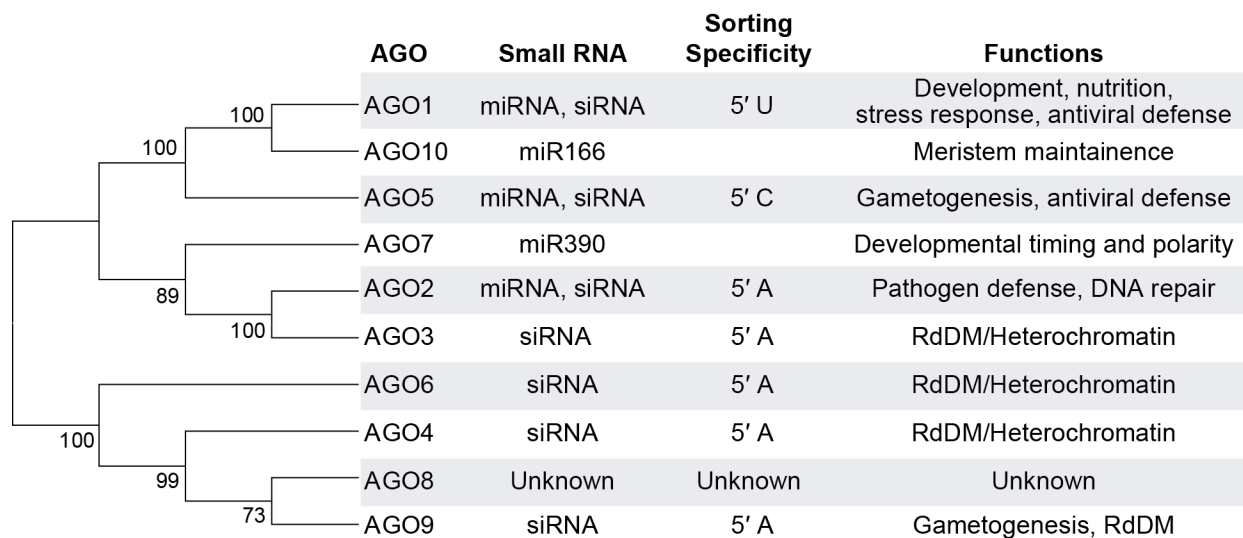 Sorting
AGO Small RNA Specificity Functions
100 AGO1 miRNA, siRNA 5′ U Development, nutrition,
stress response, antiviral defense
100 AGO10 miR166 Meristem maintainence
AGO5 miRNA, siRNA 5′ C Gametogenesis, antiviral defense
AGO7 miR390 Developmental timing and polarity
89 AGO2 miRNA, siRNA 5′ A Pathogen defense, DNA repair
100 AGO3 siRNA 5′ A RdDM/Heterochromatin
AGO6 siRNA 5′ A RdDM/Heterochromatin
100 AGO4 siRNA 5′ A RdDM/Heterochromatin
99 AGO8 Unknown Unknown Unknown
73 AGO9 siRNA 5′ A Gametogenesis, RdDM